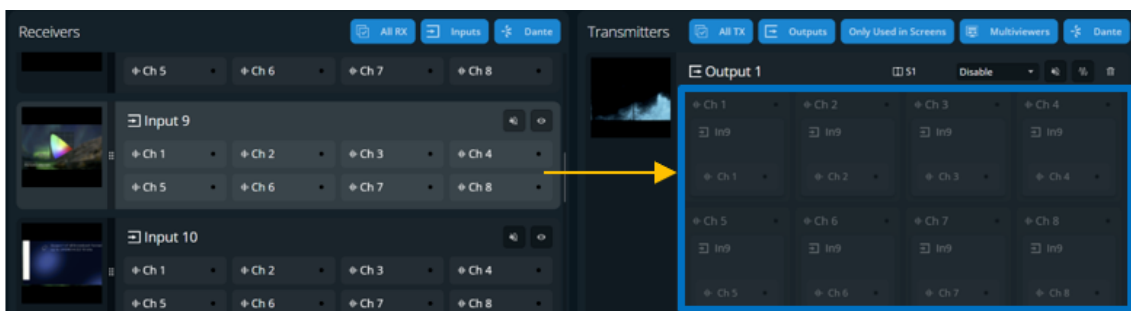 Receivers All RX Inputs Dante
Ch 5 Ch 6 Ch 7 Ch 8
Input 9
Ch 1 Ch 2 Ch 3 Ch 4
Ch 5 Ch 6 Ch 7 Ch 8
Input 10
Ch 1 Ch 2 Ch 3 Ch 4
Ch 5 Ch 6 Ch 7 Ch 8
Transmitters All TX Outputs Only Used in Screens Multiviewers Dante
Output 1 S1 Disable
Ch 1 Ch 2 Ch 3 Ch 4
In9 In9 In9 In9
Ch 1 Ch 2 Ch 3 Ch 4
Ch 5 Ch 6 Ch 7 Ch 8
In9 In9 In9 In9
Ch 5 Ch 6 Ch 7 Ch 8